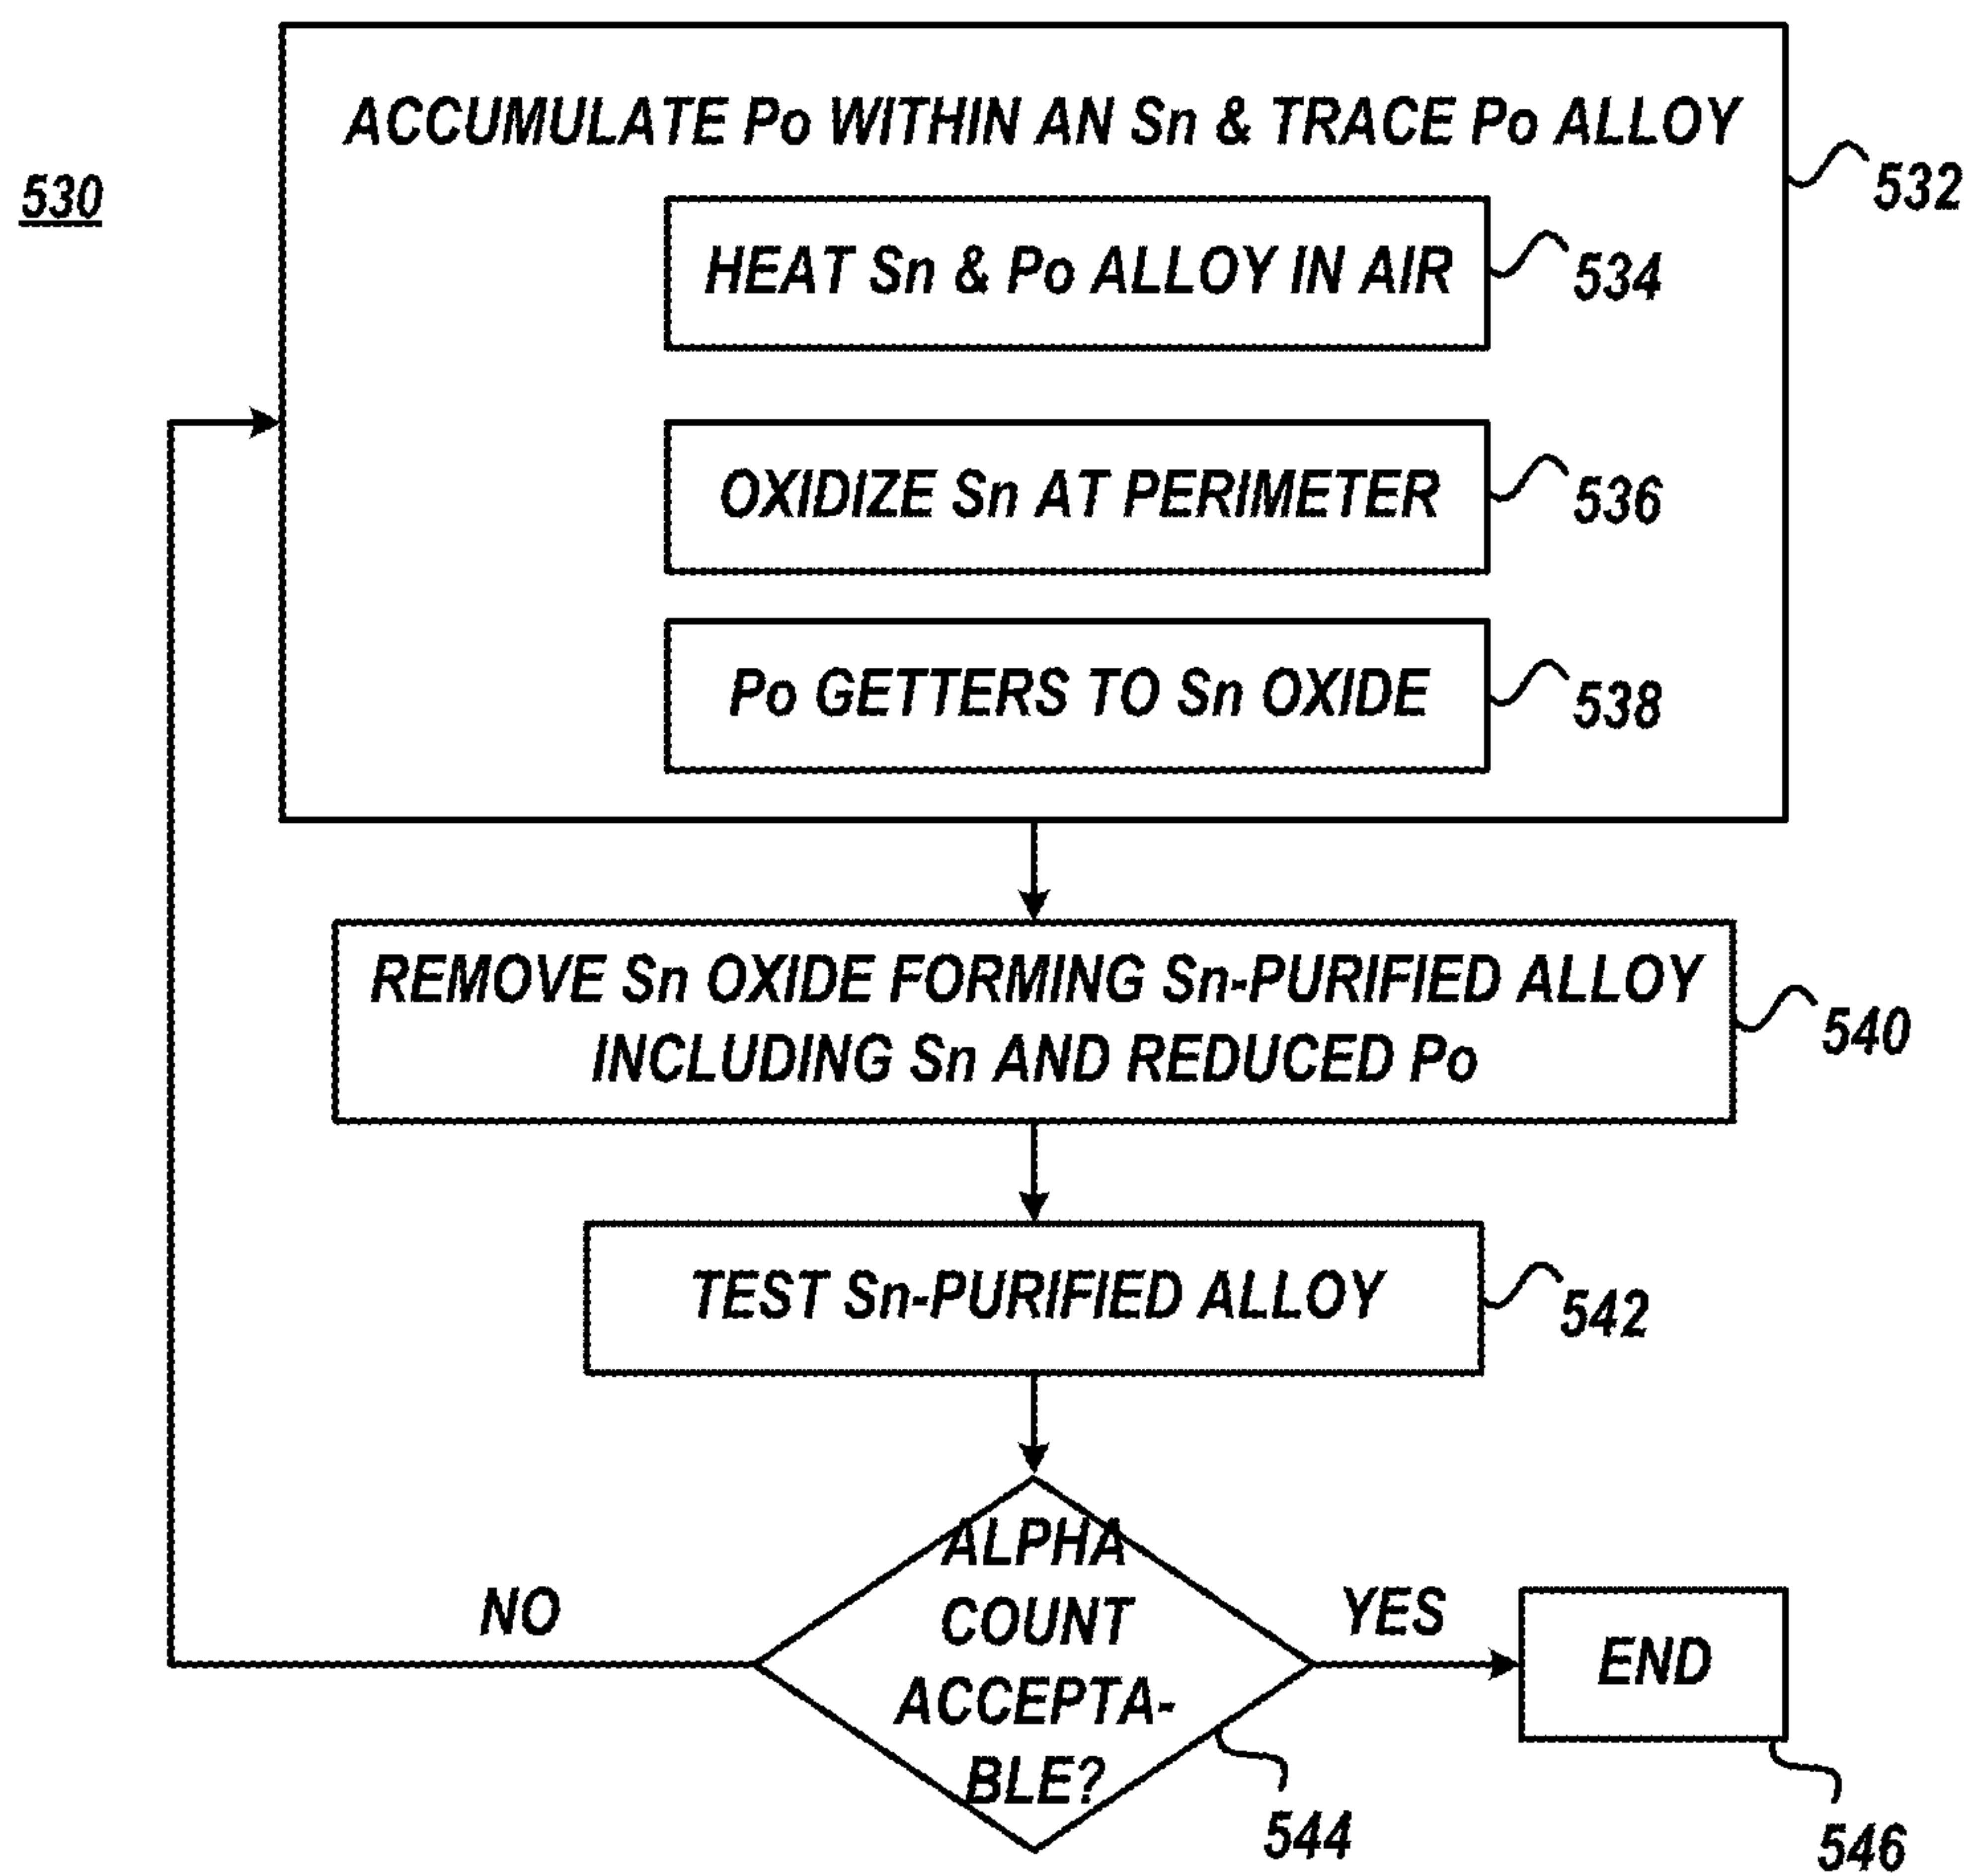 530
ACCUMULATE Po WITHIN AN Sn & TRACE Po ALLOY
532
HEAT Sn & Po ALLOY IN AIR
534
OXIDIZE Sn AT PERIMETER
536
Po GETTERS TO Sn OXIDE
538
REMOVE Sn OXIDE FORMING Sn-PURIFIED ALLOY
INCLUDING Sn AND REDUCED Po
540
TEST Sn-PURIFIED ALLOY
542
ALPHA
COUNT
ACCEPTA-
BLE?
544
NO
YES
END
546